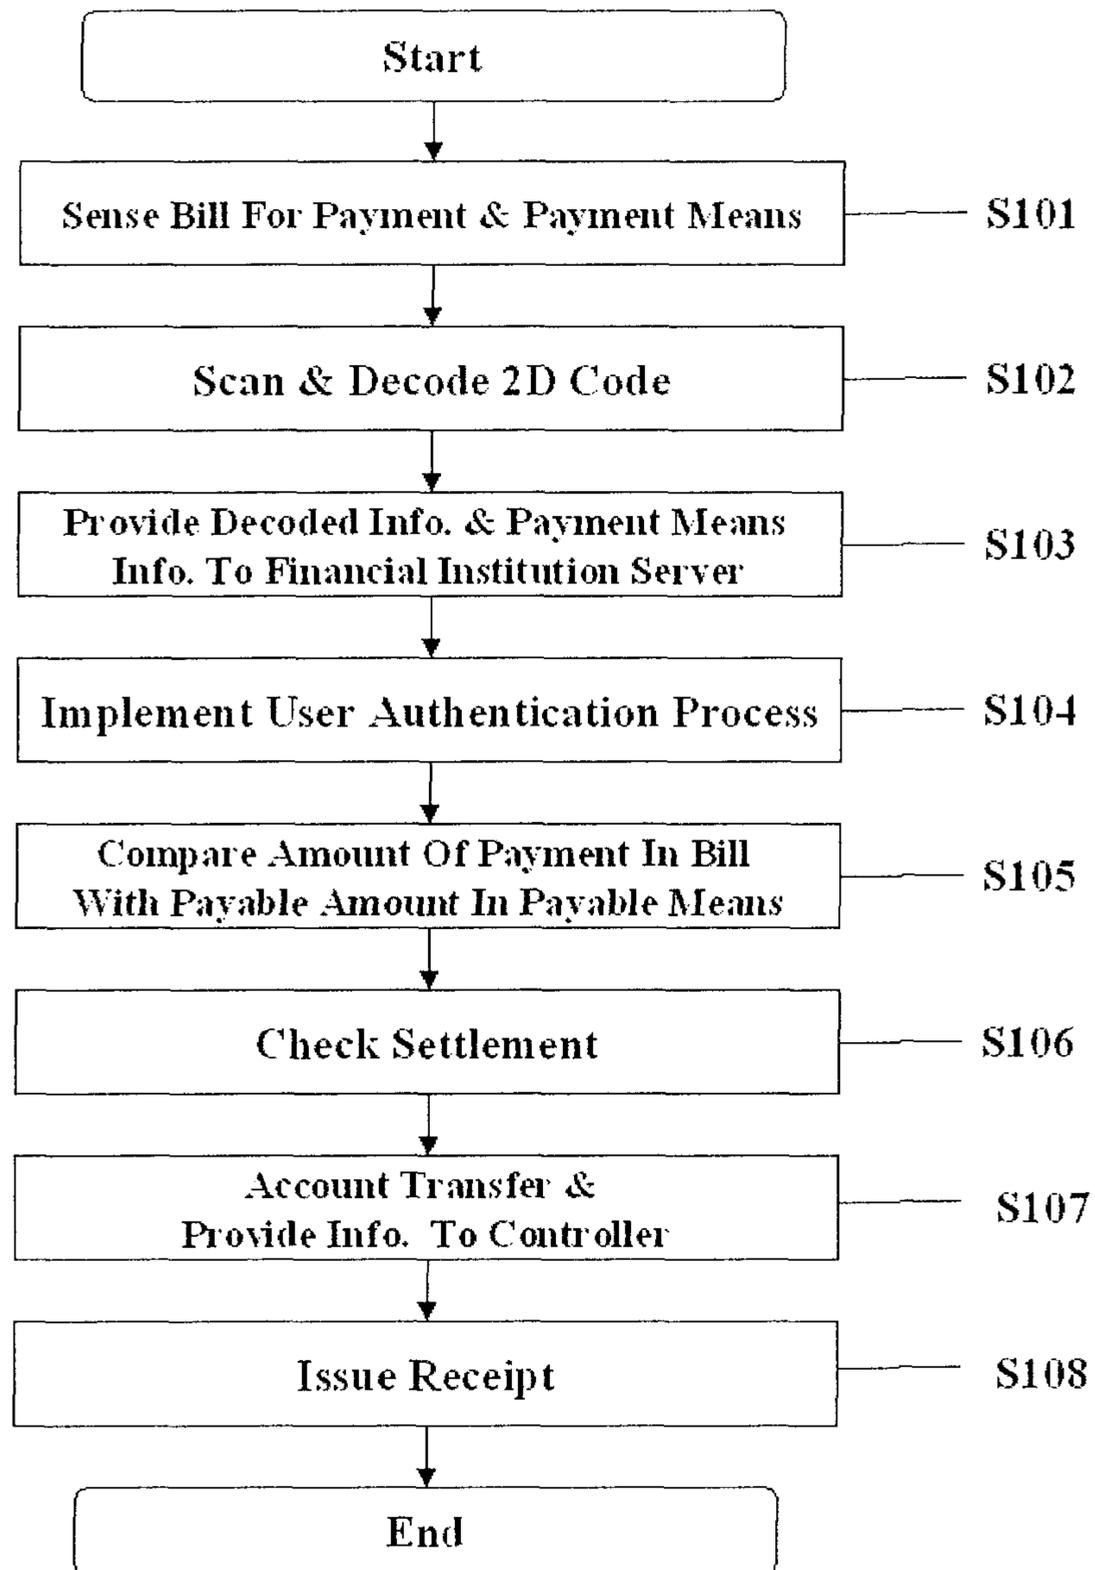 Start
Sense Bill For Payment & Payment Means
S101
Scan & Decode 2D Code
S102
Provide Decoded Info. & Payment Means
Info. To Financial Institution Server
S103
Implement User Authentication Process
S104
Compare Amount Of Payment In Bill
With Payable Amount In Payable Means
S105
Check Settlement
S106
Account Transfer &
Provide Info. To Controller
S107
Issue Receipt
S108
End